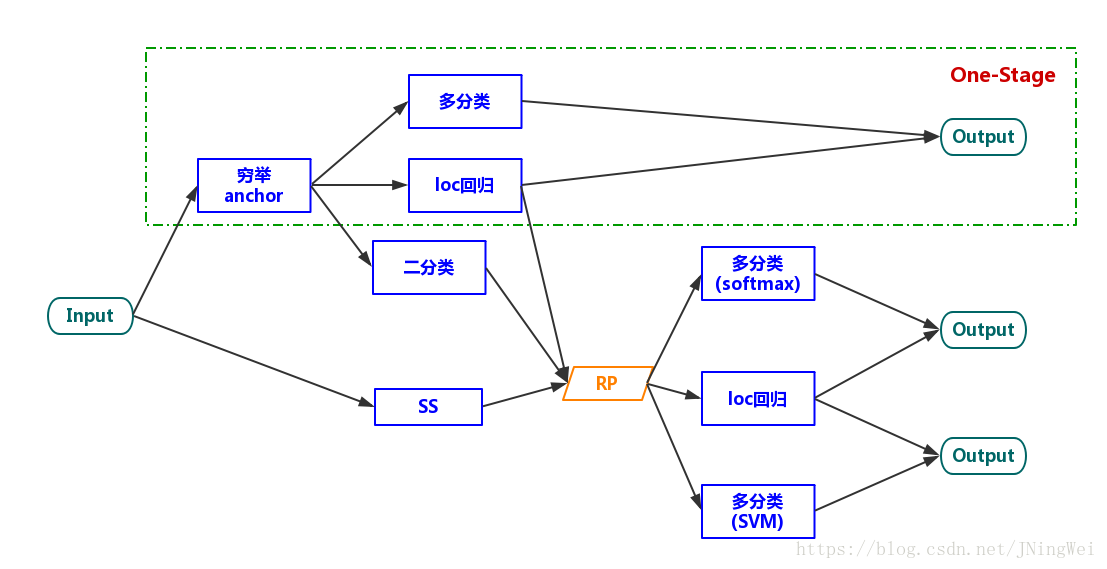 One-Stage
多分类
Output
穷举
anchor
loc回归
二分类
多分类
(softmax)
Input
Output
RP
loc回归
SS
Output
多分类
(SVM)
https://blog.csdn.net/JNingWei